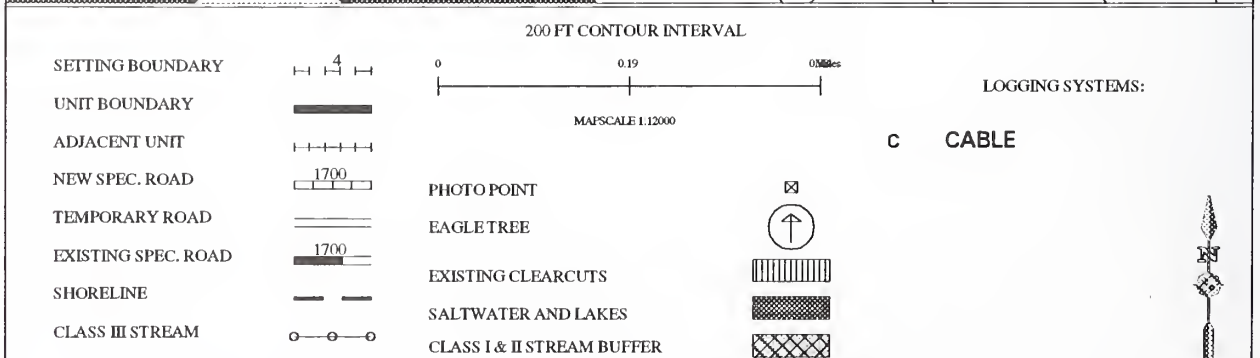 200 FT CONTOUR INTERVAL
SETTING BOUNDARY 4
UNIT BOUNDARY
ADJACENT UNIT
NEW SPEC. ROAD 1700
TEMPORARY ROAD
EXISTING SPEC. ROAD 1700
SHORELINE
CLASS III STREAM
0 0.19 Miles
MAPSCALE 1:12000
PHOTO POINT
EAGLE TREE
EXISTING CLEARCUTS
SALTWATER AND LAKES
CLASS I & II STREAM BUFFER
LOGGING SYSTEMS:
C CABLE
N